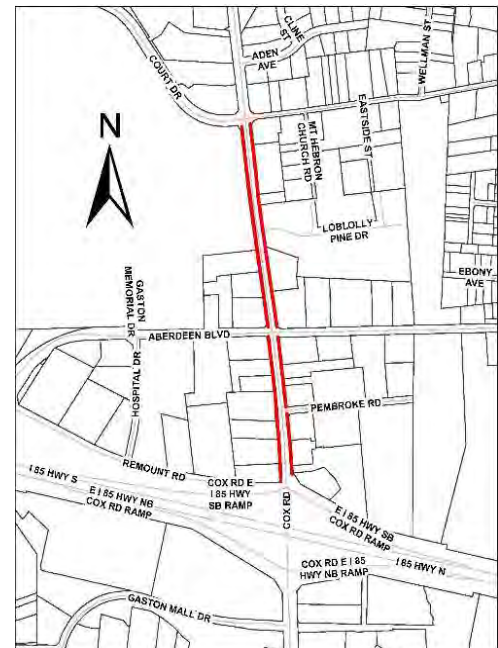 CLINE
ST
ADEN
AVE
WELLMAN ST
COURT DR
EASTSIDE ST
N
MT HEBRON
CHURCH RD
LOBLOLLY
PINE DR
EBONY
AVE
GASTON
MEMORIAL DR
ABERDEEN BLVD
HOSPITAL DR
PEMBROKE RD
REMOUNT RD
COX RD E
I 85 HWY
SB RAMP
I 85 HWY S
E I 85 HWY NB
COX RD RAMP
COX RD
E I 85 HWY SB
COX RD RAMP
I 85 HWY N
COX RD E I 85
HWY NB RAMP
GASTON MALL DR